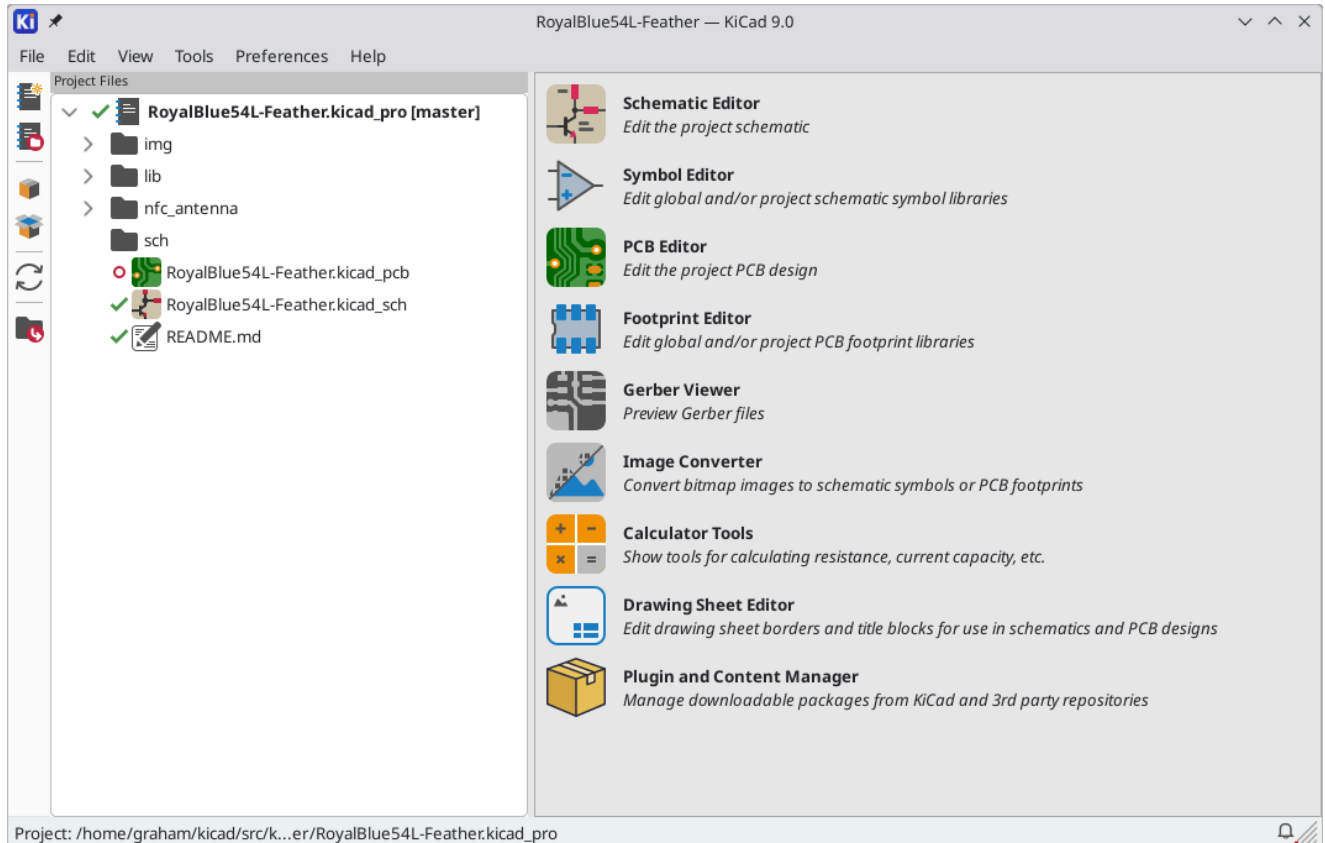 Ki
RoyalBlue54L-Feather — KiCad 9.0
File Edit View Tools Preferences Help
Project Files
RoyalBlue54L-Feather.kicad_pro [master]
img
lib
nfc_antenna
sch
RoyalBlue54L-Feather.kicad_pcb
RoyalBlue54L-Feather.kicad_sch
README.md
Schematic Editor
Edit the project schematic
Symbol Editor
Edit global and/or project schematic symbol libraries
PCB Editor
Edit the project PCB design
Footprint Editor
Edit global and/or project PCB footprint libraries
Gerber Viewer
Preview Gerber files
Image Converter
Convert bitmap images to schematic symbols or PCB footprints
Calculator Tools
Show tools for calculating resistance, current capacity, etc.
Drawing Sheet Editor
Edit drawing sheet borders and title blocks for use in schematics and PCB designs
Plugin and Content Manager
Manage downloadable packages from KiCad and 3rd party repositories
Project: /home/graham/kicad/src/k...er/RoyalBlue54L-Feather.kicad_pro